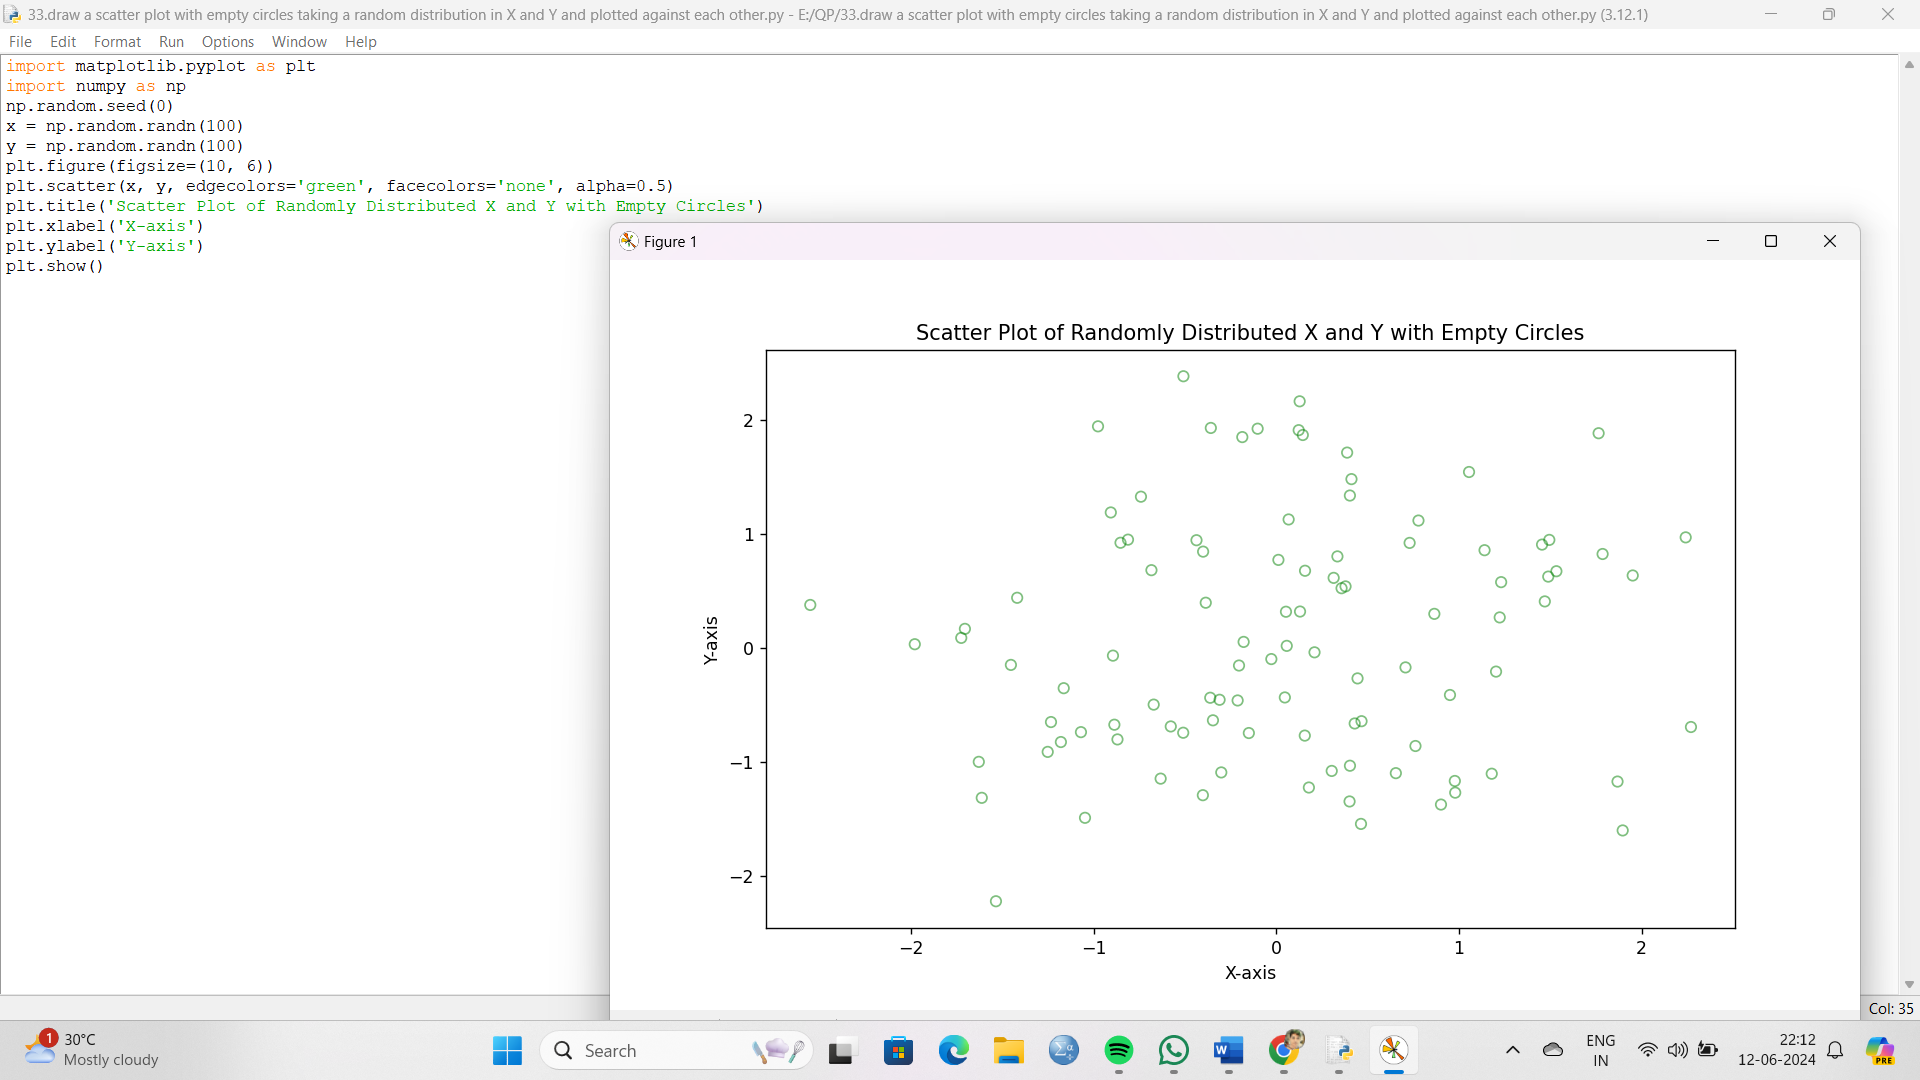 33.draw a scatter plot with empty circles taking a random distribution in X and Y and plotted against each other.py - E:/QP/33.draw a scatter plot with empty circles taking a random distribution in X and Y and plotted against each other.py (3.12.1)
File Edit Format Run Options Window Help
import matplotlib.pyplot as plt
import numpy as np
np.random.seed(0)
x = np.random.randn(100)
y = np.random.randn(100)
plt.figure(figsize=(10, 6))
plt.scatter(x, y, edgecolors='green', facecolors='none', alpha=0.5)
plt.title('Scatter Plot of Randomly Distributed X and Y with Empty Circles')
plt.xlabel('X-axis')
plt.ylabel('Y-axis')
plt.show()
Figure 1
Scatter Plot of Randomly Distributed X and Y with Empty Circles
2
1
0
−1
−2
Y-axis
−2 −1 0 1 2
X-axis
Col: 35
1
30°C
Mostly cloudy
Search
ENG
IN
22:12
12-06-2024
PRE